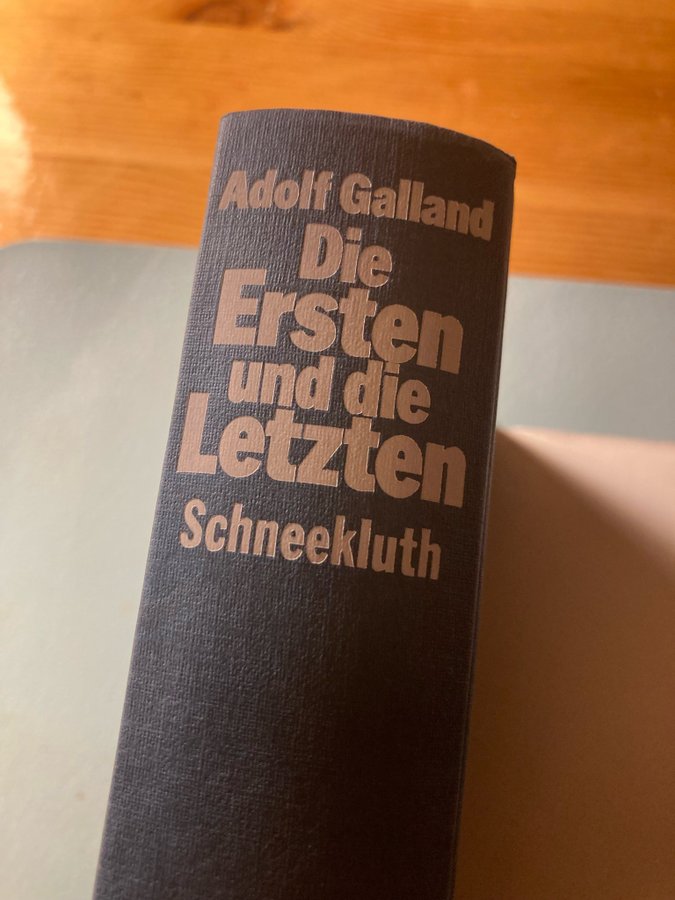 Adolf Galland
Die
Ersten
und die
Letzten
Schneekluth